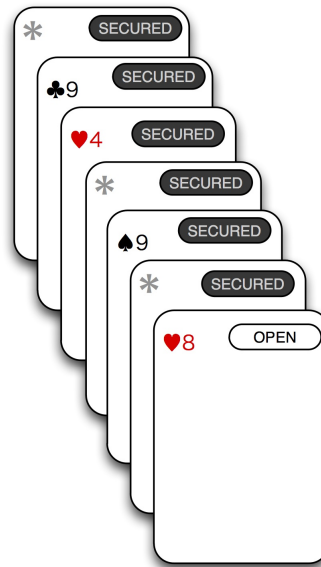 * SECURED
♣9 SECURED
♥4 SECURED
* SECURED
♠9 SECURED
* SECURED
♥8 OPEN